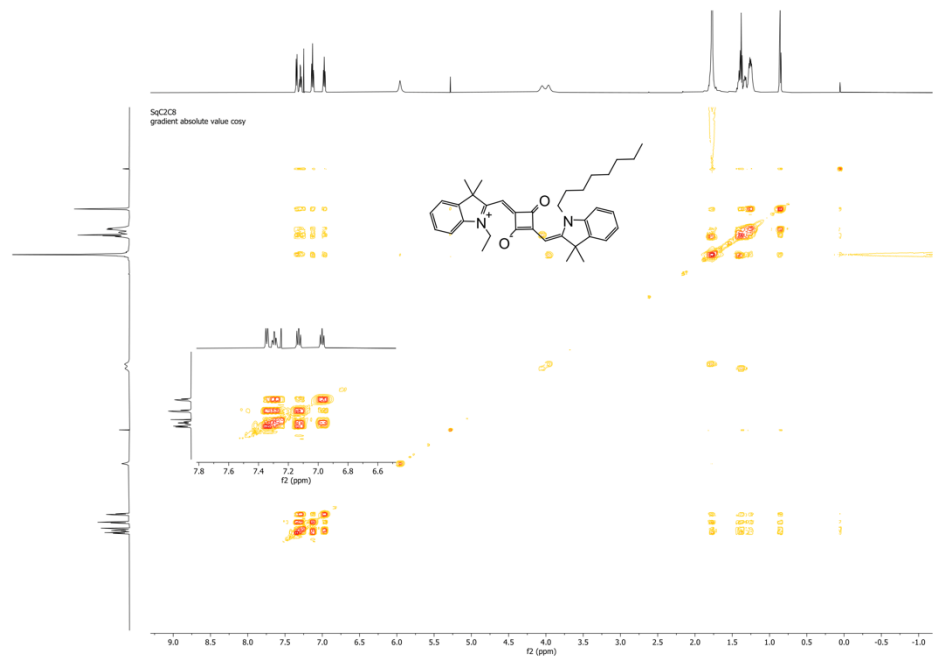 SqC2C8
gradient absolute value cosy
O
N
+
N
O
7.8 7.6 7.4 7.2 7.0 6.8 6.6
f2 (ppm)
9.0 8.5 8.0 7.5 7.0 6.5 6.0 5.5 5.0 4.5 4.0 3.5 3.0 2.5 2.0 1.5 1.0 0.5 0.0 -0.5 -1.0
f2 (ppm)